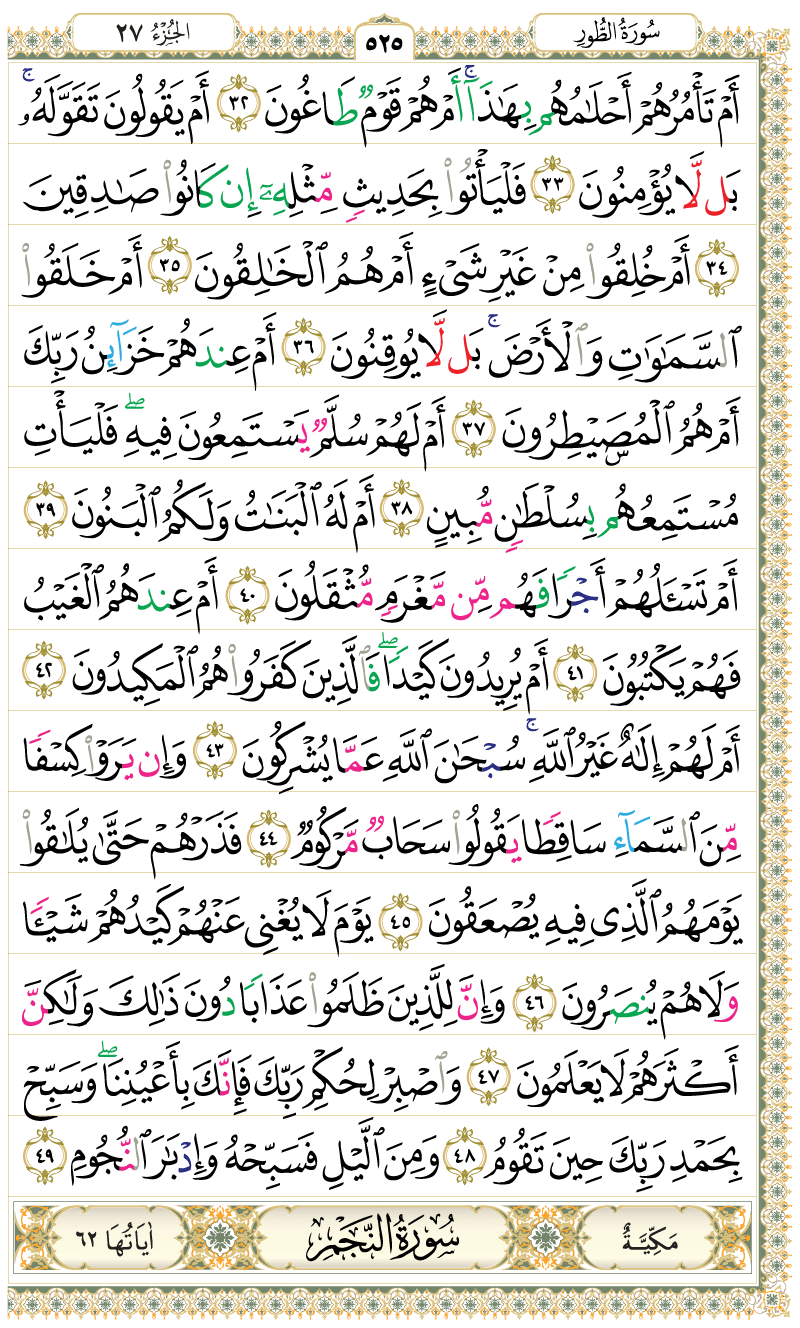 سُورَةُ الطُّورِ ٥٢٥ الجُزْءُ ٢٧
أَمْ تَأْمُرُهُمْ أَحْلَٰمُهُم بِهَٰذَآ ۚ أَمْ هُمْ قَوْمٌۭ طَاغُونَ ٣٢ أَمْ يَقُولُونَ تَقَوَّلَهُۥ ۚ
بَل لَّا يُؤْمِنُونَ ٣٣ فَلْيَأْتُوا۟ بِحَدِيثٍۢ مِّثْلِهِۦٓ إِن كَانُوا۟ صَٰدِقِينَ
٣٤ أَمْ خُلِقُوا۟ مِنْ غَيْرِ شَىْءٍ أَمْ هُمُ ٱلْخَٰلِقُونَ ٣٥ أَمْ خَلَقُوا۟
ٱلسَّمَٰوَٰتِ وَٱلْأَرْضَ ۚ بَل لَّا يُوقِنُونَ ٣٦ أَمْ عِندَهُمْ خَزَآئِنُ رَبِّكَ
أَمْ هُمُ ٱلْمُصَۣيْطِرُونَ ٣٧ أَمْ لَهُمْ سُلَّمٌۭ يَسْتَمِعُونَ فِيهِ ۖ فَلْيَأْتِ
مُسْتَمِعُهُم بِسُلْطَٰنٍۢ مُّبِينٍ ٣٨ أَمْ لَهُ ٱلْبَنَٰتُ وَلَكُمُ ٱلْبَنُونَ ٣٩
أَمْ تَسْـَٔلُهُمْ أَجْرًۭا فَهُم مِّن مَّغْرَمٍۢ مُّثْقَلُونَ ٤٠ أَمْ عِندَهُمُ ٱلْغَيْبُ
فَهُمْ يَكْتُبُونَ ٤١ أَمْ يُرِيدُونَ كَيْدًۭا ۖ فَٱلَّذِينَ كَفَرُوا۟ هُمُ ٱلْمَكِيدُونَ ٤٢
أَمْ لَهُمْ إِلَٰهٌ غَيْرُ ٱللَّهِ ۚ سُبْحَٰنَ ٱللَّهِ عَمَّا يُشْرِكُونَ ٤٣ وَإِن يَرَوْا۟ كِسْفًۭا
مِّنَ ٱلسَّمَآءِ سَاقِطًۭا يَقُولُوا۟ سَحَابٌۭ مَّرْكُومٌۭ ٤٤ فَذَرْهُمْ حَتَّىٰ يُلَٰقُوا۟
يَوْمَهُمُ ٱلَّذِى فِيهِ يُصْعَقُونَ ٤٥ يَوْمَ لَا يُغْنِى عَنْهُمْ كَيْدُهُمْ شَيْـًۭٔا
وَلَا هُمْ يُنصَرُونَ ٤٦ وَإِنَّ لِلَّذِينَ ظَلَمُوا۟ عَذَابًۭا دُونَ ذَٰلِكَ وَلَٰكِنَّ
أَكْثَرَهُمْ لَا يَعْلَمُونَ ٤٧ وَٱصْبِرْ لِحُكْمِ رَبِّكَ فَإِنَّكَ بِأَعْيُنِنَا ۖ وَسَبِّحْ
بِحَمْدِ رَبِّكَ حِينَ تَقُومُ ٤٨ وَمِنَ ٱلَّيْلِ فَسَبِّحْهُ وَإِدْبَٰرَ ٱلنُّجُومِ ٤٩
مَكِيَّةٌ سُورَةُ النَّجْمِ اٰيَاتُهَا ٦٢